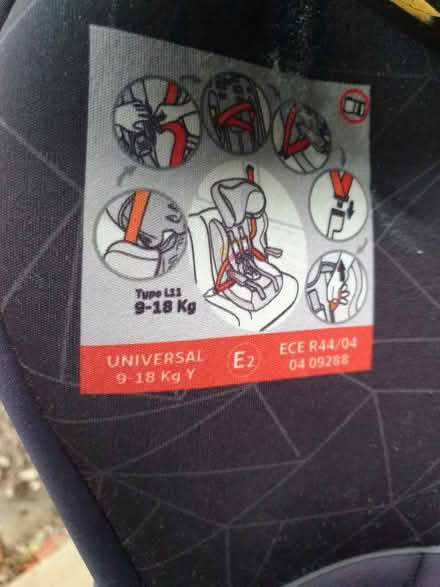 Type L11
9-18 Kg
UNIVERSAL
9-18 Kg Y
E2
ECE R44/04
04 09288